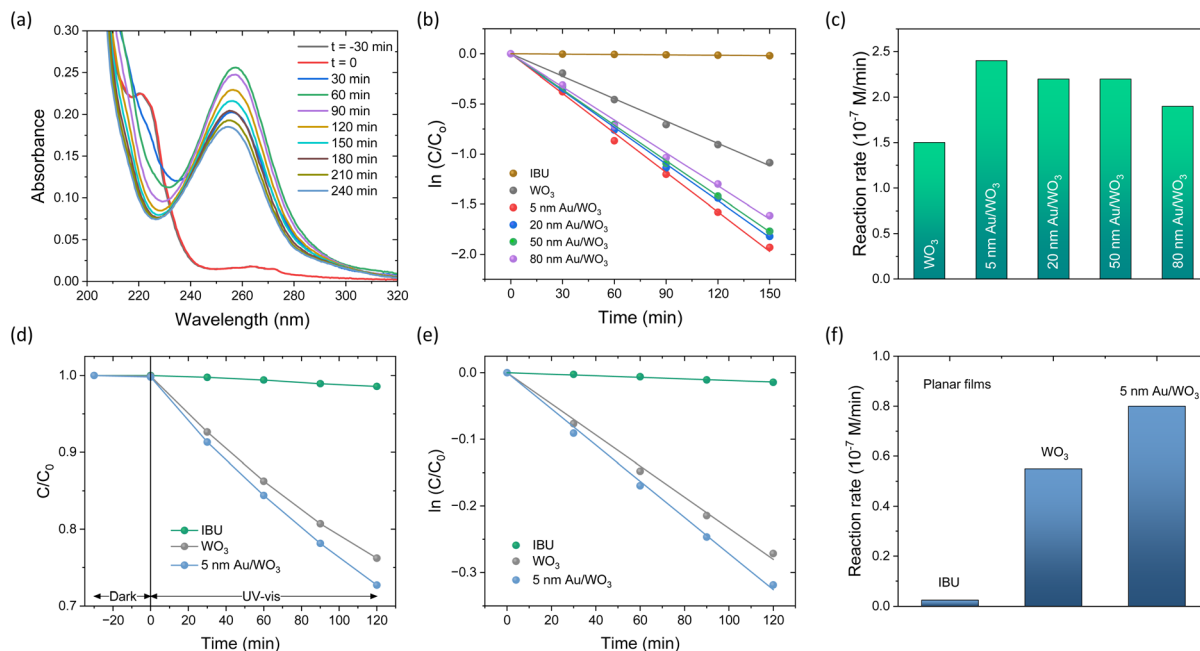 (a)
0.30
0.25
0.20
0.15
0.10
0.05
0.00
Absorbance
200 220 240 260 280 300 320
Wavelength (nm)
t = -30 min
t = 0
30 min
60 min
90 min
120 min
150 min
180 min
210 min
240 min
(b)
0.0
−0.5
−1.0
−1.5
−2.0
ln (C/C₀)
0 30 60 90 120 150
Time (min)
IBU
WO₃
5 nm Au/WO₃
20 nm Au/WO₃
50 nm Au/WO₃
80 nm Au/WO₃
(c)
2.5
2.0
1.5
1.0
0.5
0.0
Reaction rate (10⁻⁷ M/min)
WO₃
5 nm Au/WO₃
20 nm Au/WO₃
50 nm Au/WO₃
80 nm Au/WO₃
(d)
1.0
0.9
0.8
0.7
C/C₀
IBU
WO₃
5 nm Au/WO₃
Dark UV-vis
−20 0 20 40 60 80 100 120
Time (min)
(e)
0.0
−0.1
−0.2
−0.3
ln (C/C₀)
IBU
WO₃
5 nm Au/WO₃
0 20 40 60 80 100 120
Time (min)
(f)
1.0
0.8
0.6
0.4
0.2
0.0
Reaction rate (10⁻⁷ M/min)
Planar films
IBU
WO₃
5 nm Au/WO₃